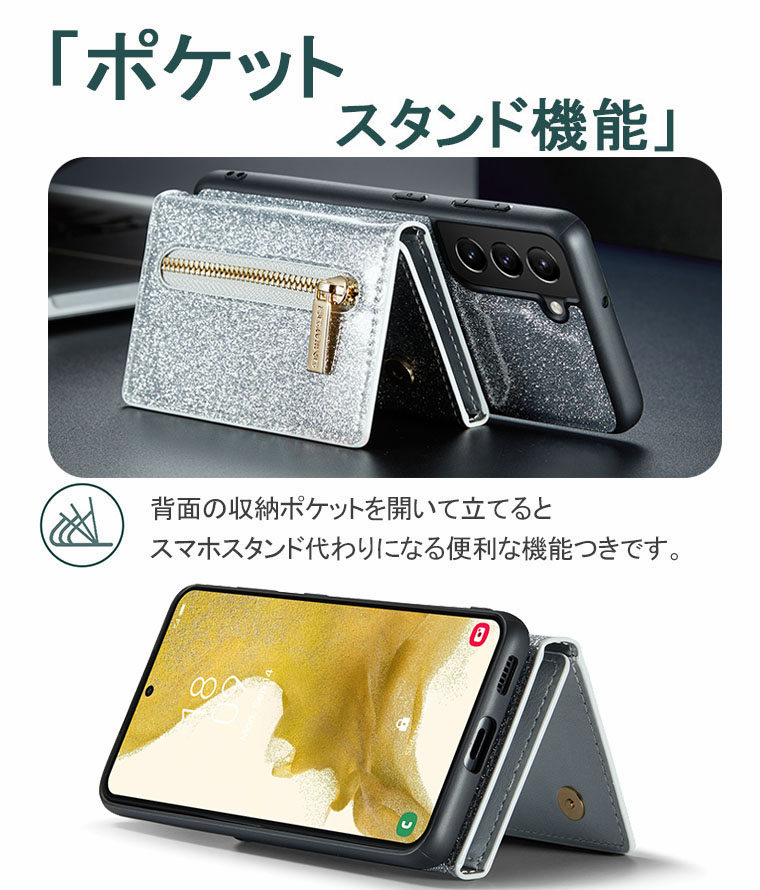 「ポケット
スタンド機能」
背面の収納ポケットを開いて立てると
スマホスタンド代わりになる便利な機能つきです。